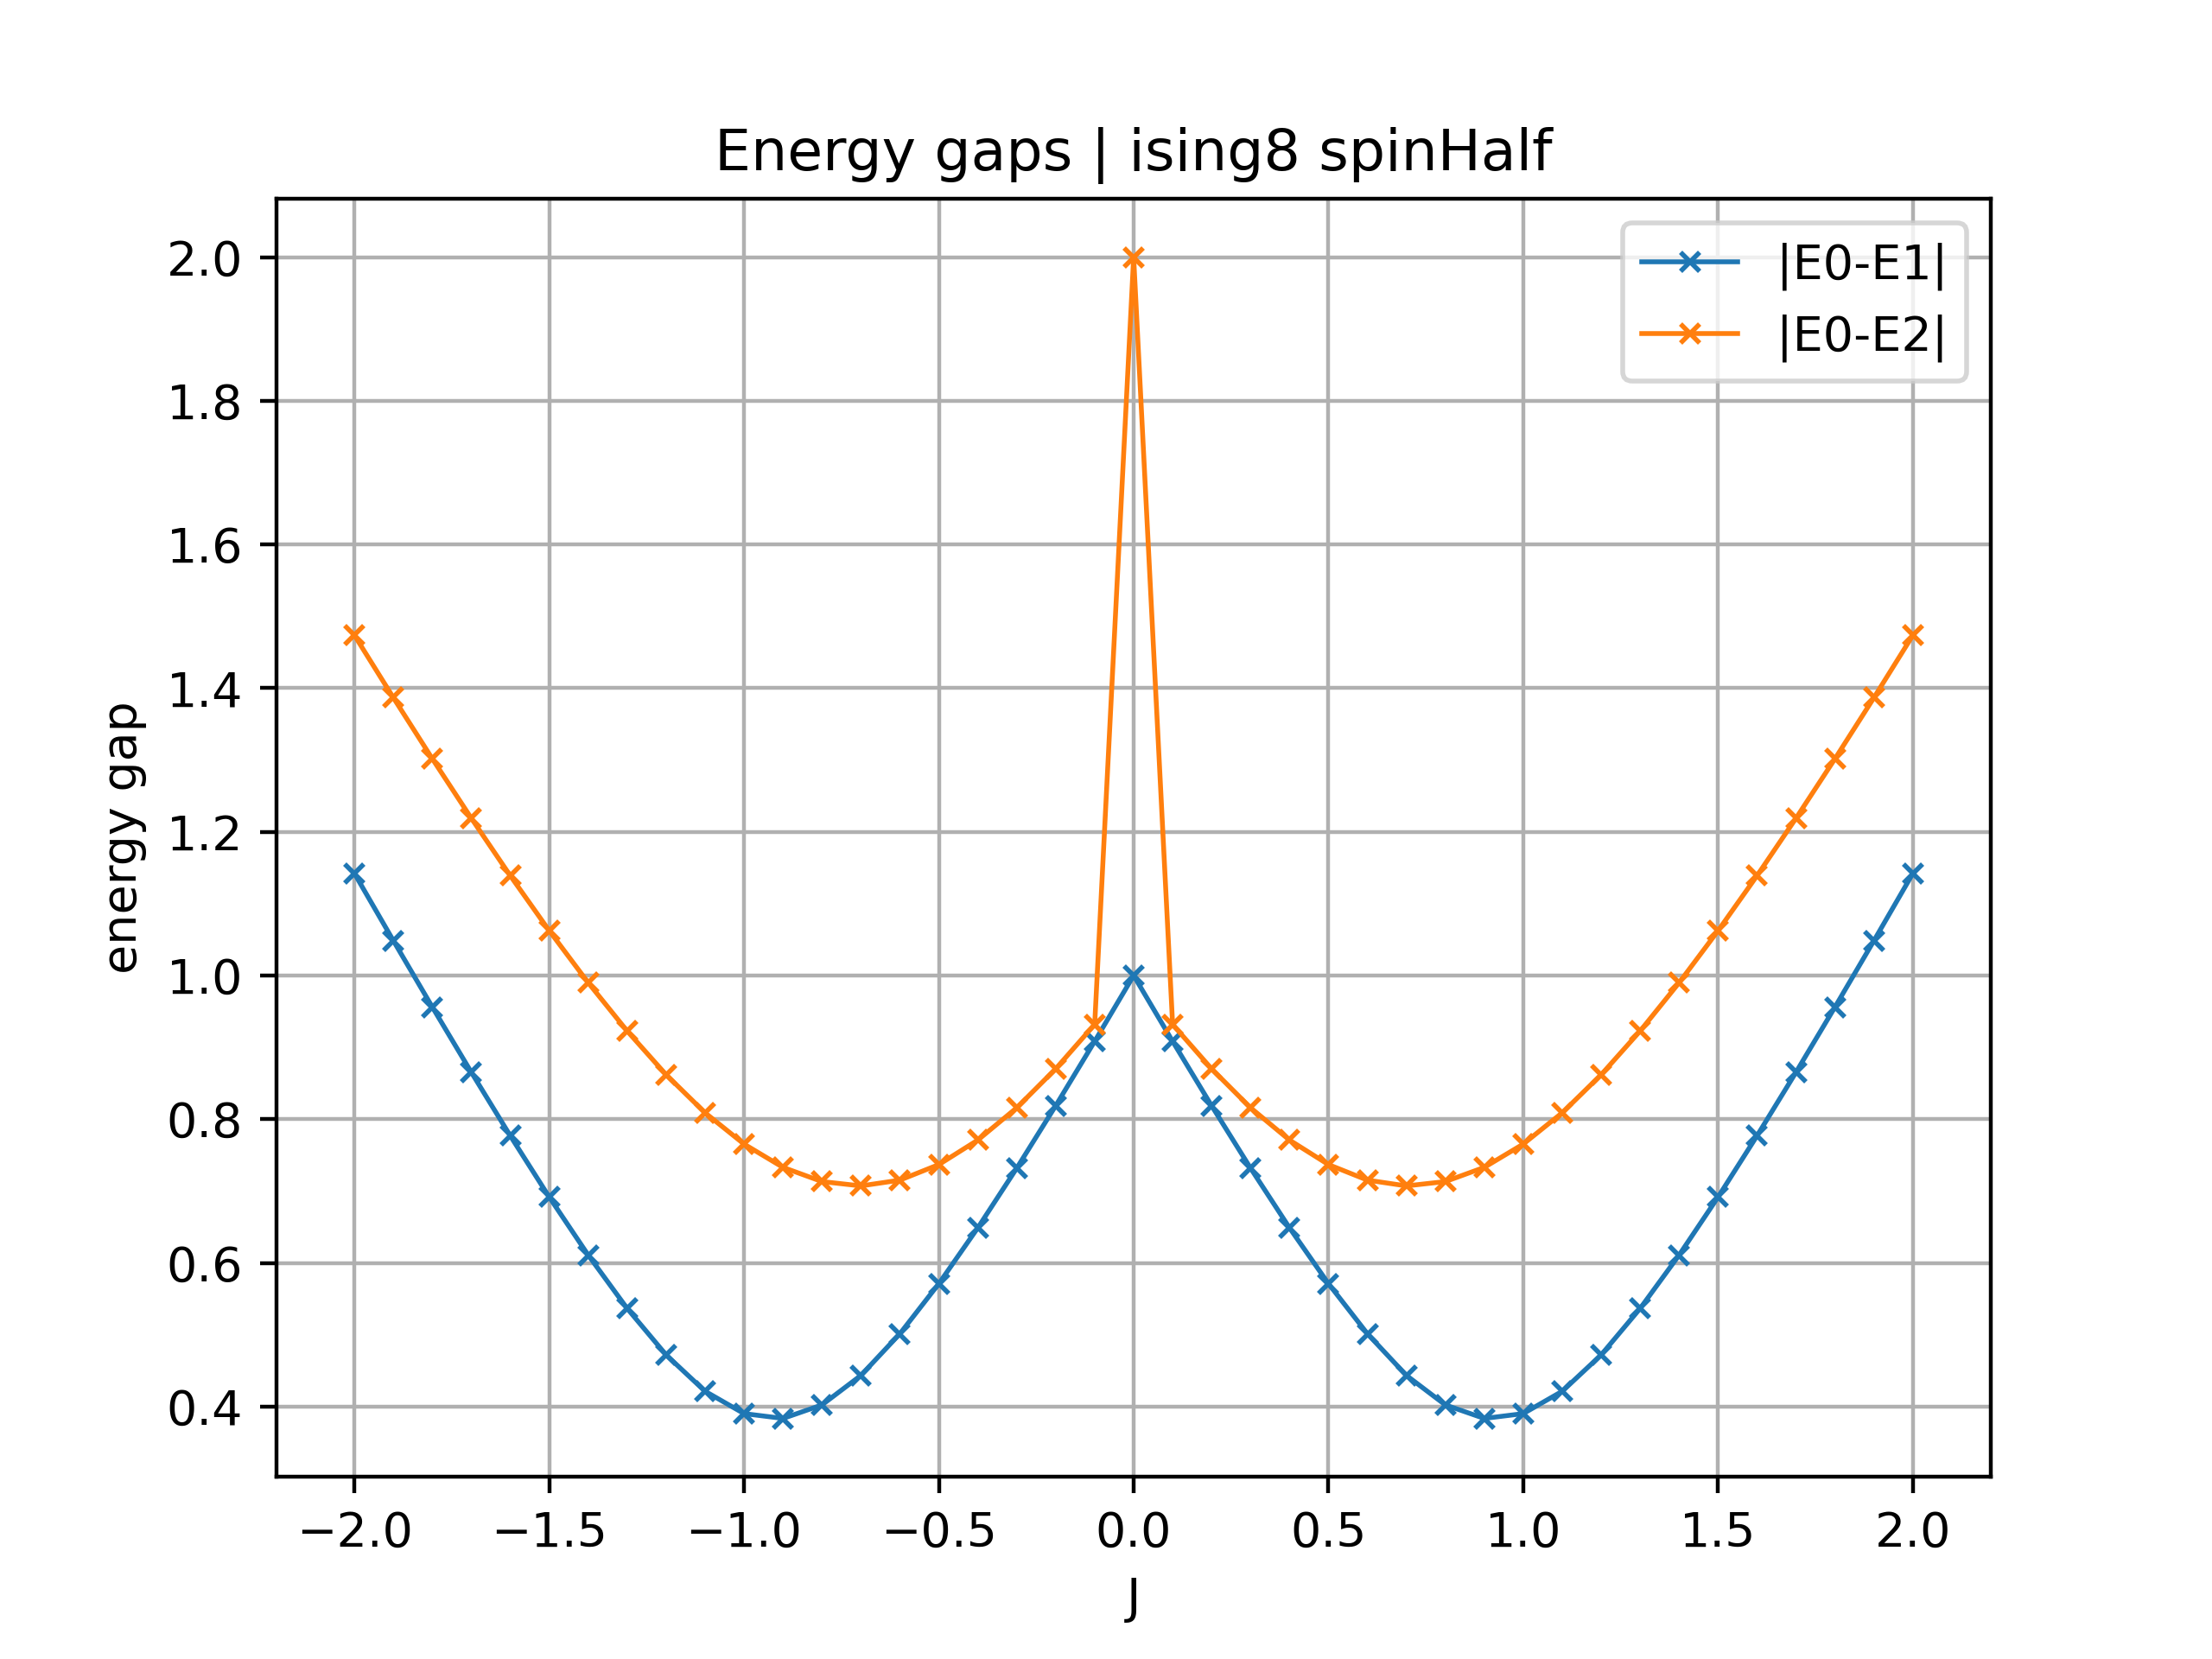 Energy gaps | ising8 spinHalf
|E0-E1|
|E0-E2|
energy gap
2.0
1.8
1.6
1.4
1.2
1.0
0.8
0.6
0.4
−2.0 −1.5 −1.0 −0.5 0.0 0.5 1.0 1.5 2.0
J